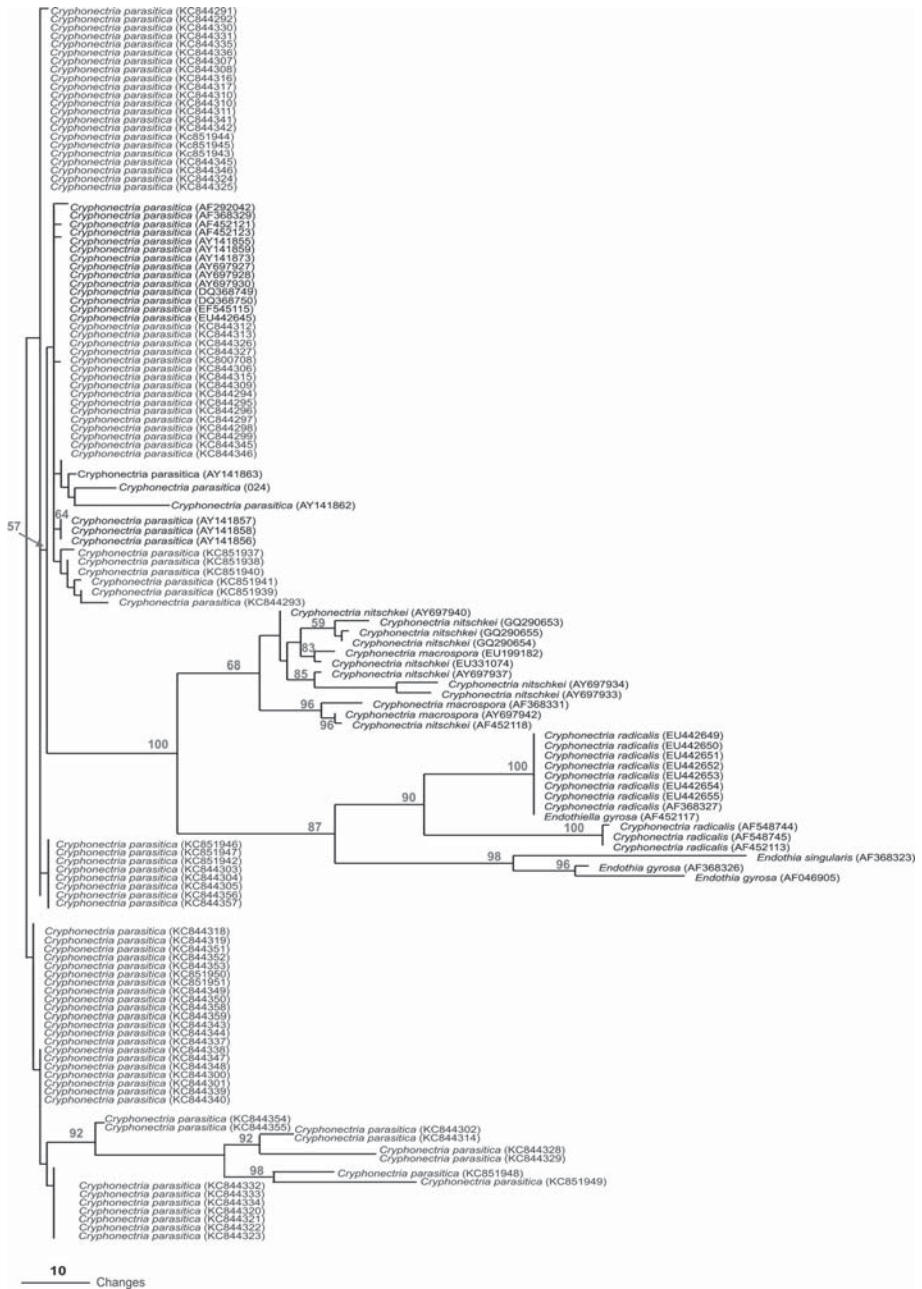 Cryphonectria parasitica (KC844291)
Cryphonectria parasitica (KC844292)
Cryphonectria parasitica (KC844330)
Cryphonectria parasitica (KC844331)
Cryphonectria parasitica (KC844335)
Cryphonectria parasitica (KC844336)
Cryphonectria parasitica (KC844307)
Cryphonectria parasitica (KC844308)
Cryphonectria parasitica (KC844316)
Cryphonectria parasitica (KC844317)
Cryphonectria parasitica (KC844310)
Cryphonectria parasitica (KC844310)
Cryphonectria parasitica (KC844311)
Cryphonectria parasitica (KC844341)
Cryphonectria parasitica (KC844342)
Cryphonectria parasitica (Kc851944)
Cryphonectria parasitica (Kc851945)
Cryphonectria parasitica (KC851943)
Cryphonectria parasitica (KC844345)
Cryphonectria parasitica (KC844346)
Cryphonectria parasitica (KC844324)
Cryphonectria parasitica (KC844325)
Cryphonectria parasitica (AF292042)
Cryphonectria parasitica (AF368329)
Cryphonectria parasitica (AF452121)
Cryphonectria parasitica (AF452123)
Cryphonectria parasitica (AY141855)
Cryphonectria parasitica (AY141859)
Cryphonectria parasitica (AY141873)
Cryphonectria parasitica (AY697927)
Cryphonectria parasitica (AY697928)
Cryphonectria parasitica (AY697930)
Cryphonectria parasitica (DQ368749)
Cryphonectria parasitica (DQ368750)
Cryphonectria parasitica (EF545115)
Cryphonectria parasitica (EU442645)
Cryphonectria parasitica (KC844312)
Cryphonectria parasitica (KC844313)
Cryphonectria parasitica (KC844326)
Cryphonectria parasitica (KC844327)
Cryphonectria parasitica (KC800708)
Cryphonectria parasitica (KC844306)
Cryphonectria parasitica (KC844315)
Cryphonectria parasitica (KC844309)
Cryphonectria parasitica (KC844294)
Cryphonectria parasitica (KC844295)
Cryphonectria parasitica (KC844296)
Cryphonectria parasitica (KC844297)
Cryphonectria parasitica (KC844298)
Cryphonectria parasitica (KC844299)
Cryphonectria parasitica (KC844345)
Cryphonectria parasitica (KC844346)
Cryphonectria parasitica (AY141863)
Cryphonectria parasitica (024)
Cryphonectria parasitica (AY141862)
64
57
Cryphonectria parasitica (AY141857)
Cryphonectria parasitica (AY141858)
Cryphonectria parasitica (AY141856)
Cryphonectria parasitica (KC851937)
Cryphonectria parasitica (KC851938)
Cryphonectria parasitica (KC851940)
Cryphonectria parasitica (KC851941)
Cryphonectria parasitica (KC851939)
Cryphonectria parasitica (KC844293)
Cryphonectria nitschkei (AY697940)
59 Cryphonectria nitschkei (GQ290653)
Cryphonectria nitschkei (GQ290655)
Cryphonectria nitschkei (GQ290654)
83 Cryphonectria macrospora (EU199182)
Cryphonectria nitschkei (EU331074)
68
Cryphonectria nitschkei (AY697937)
85 Cryphonectria nitschkei (AY697934)
Cryphonectria nitschkei (AY697933)
96 Cryphonectria macrospora (AF368331)
Cryphonectria macrospora (AY697942)
96 Cryphonectria nitschkei (AF452118)
100
Cryphonectria radicalis (EU442649)
Cryphonectria radicalis (EU442650)
Cryphonectria radicalis (EU442651)
100 Cryphonectria radicalis (EU442652)
Cryphonectria radicalis (EU442653)
Cryphonectria radicalis (EU442654)
90 Cryphonectria radicalis (EU442655)
Cryphonectria radicalis (AF368327)
Endothiella gyrosa (AF452117)
87
100 Cryphonectria radicalis (AF548744)
Cryphonectria radicalis (AF548745)
Cryphonectria radicalis (AF452113)
98 Endothia singularis (AF368323)
96 Endothia gyrosa (AF368326)
Endothia gyrosa (AF046905)
Cryphonectria parasitica (KC851946)
Cryphonectria parasitica (KC851947)
Cryphonectria parasitica (KC851942)
Cryphonectria parasitica (KC844303)
Cryphonectria parasitica (KC844304)
Cryphonectria parasitica (KC844305)
Cryphonectria parasitica (KC844356)
Cryphonectria parasitica (KC844357)
Cryphonectria parasitica (KC844318)
Cryphonectria parasitica (KC844319)
Cryphonectria parasitica (KC844351)
Cryphonectria parasitica (KC844352)
Cryphonectria parasitica (KC844353)
Cryphonectria parasitica (KC851950)
Cryphonectria parasitica (KC851951)
Cryphonectria parasitica (KC844349)
Cryphonectria parasitica (KC844350)
Cryphonectria parasitica (KC844358)
Cryphonectria parasitica (KC844359)
Cryphonectria parasitica (KC844343)
Cryphonectria parasitica (KC844344)
Cryphonectria parasitica (KC844337)
Cryphonectria parasitica (KC844338)
Cryphonectria parasitica (KC844347)
Cryphonectria parasitica (KC844348)
Cryphonectria parasitica (KC844300)
Cryphonectria parasitica (KC844301)
Cryphonectria parasitica (KC844339)
Cryphonectria parasitica (KC844340)
Cryphonectria parasitica (KC844354)
92 Cryphonectria parasitica (KC844355)
92 Cryphonectria parasitica (KC844302)
Cryphonectria parasitica (KC844314)
Cryphonectria parasitica (KC844328)
Cryphonectria parasitica (KC844329)
98 Cryphonectria parasitica (KC851948)
Cryphonectria parasitica (KC851949)
Cryphonectria parasitica (KC844332)
Cryphonectria parasitica (KC844333)
Cryphonectria parasitica (KC844334)
Cryphonectria parasitica (KC844320)
Cryphonectria parasitica (KC844321)
Cryphonectria parasitica (KC844322)
Cryphonectria parasitica (KC844323)
10
Changes